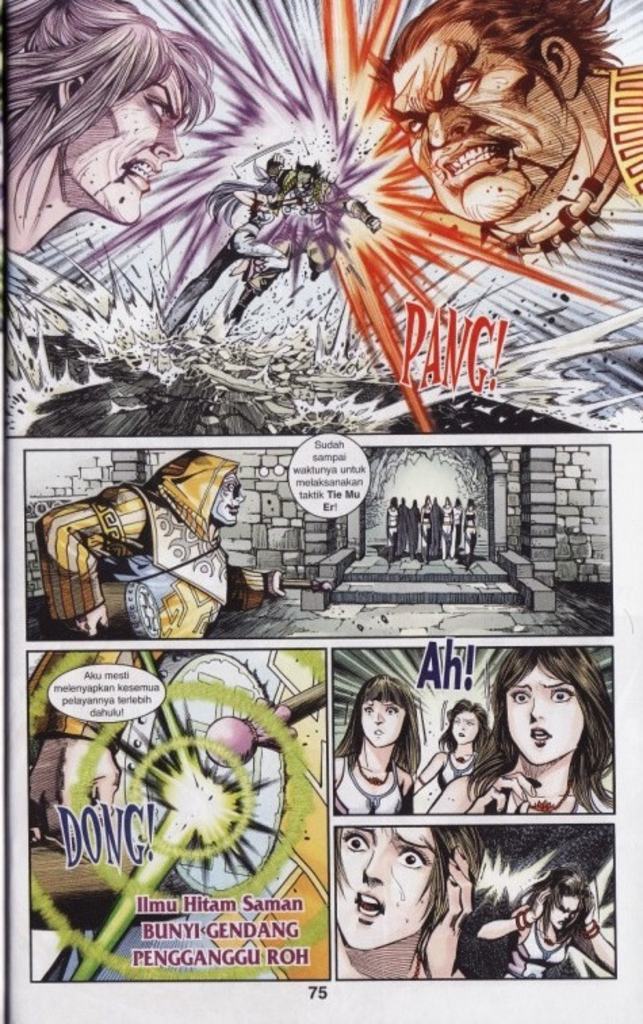 PANG!
Sudah
sampai
waktunya untuk
melaksanakan
taktik Tie Mu
Er!
Aku mesti
melenyapkan kesemua
pelayannya terlebih
dahulu!
DONG!
Ilmu Hitam Saman
BUNYI GENDANG
PENGGANGGU ROH
Ah!
75